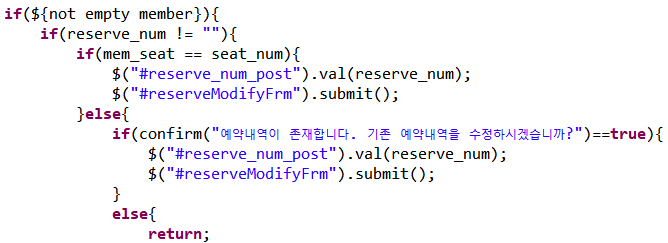 if(${not empty member}){
    if(reserve_num != ""){
        if(mem_seat == seat_num){
            $("#reserve_num_post").val(reserve_num);
            $("#reserveModifyFrm").submit();
        }else{
            if(confirm("예약내역이 존재합니다. 기존 예약내역을 수정하시겠습니까?")==true){
                $("#reserve_num_post").val(reserve_num);
                $("#reserveModifyFrm").submit();
            }
            else{
                return;